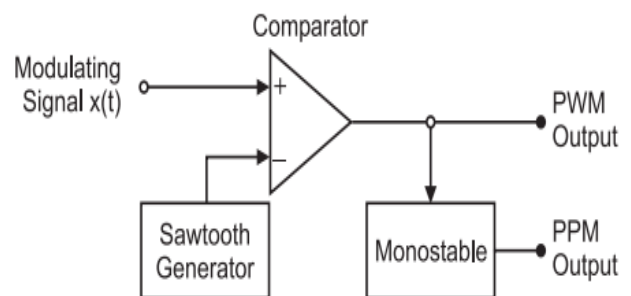 Comparator
Modulating
Signal x(t)
+
−
PWM
Output
Sawtooth
Generator
Monostable
PPM
Output